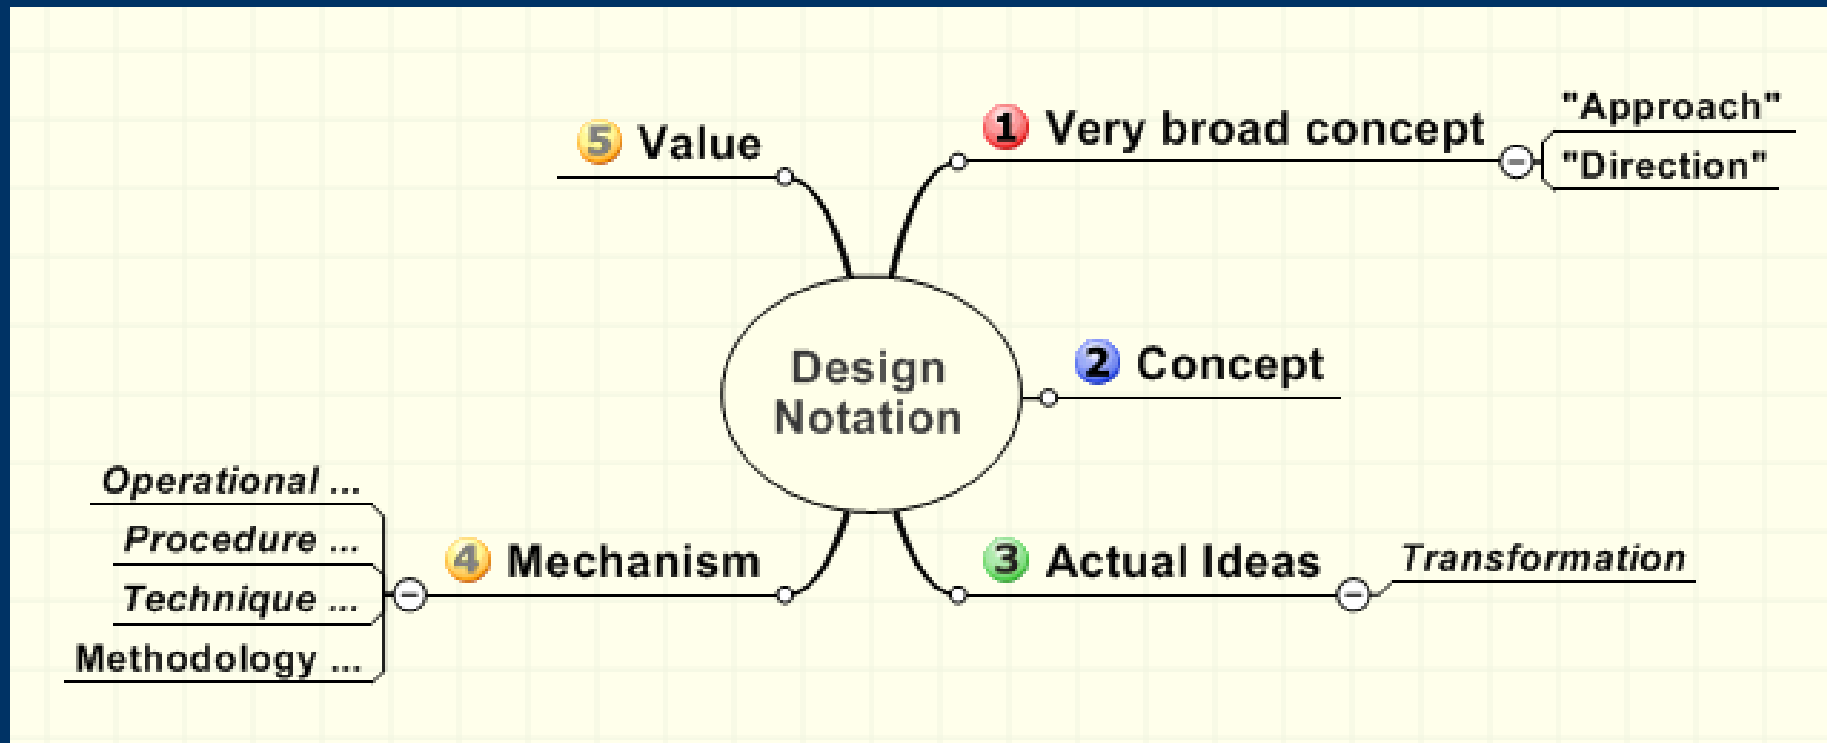 Design
Notation
1 Very broad concept
"Approach"
"Direction"
2 Concept
3 Actual Ideas
Transformation
4 Mechanism
Operational ...
Procedure ...
Technique ...
Methodology ...
5 Value